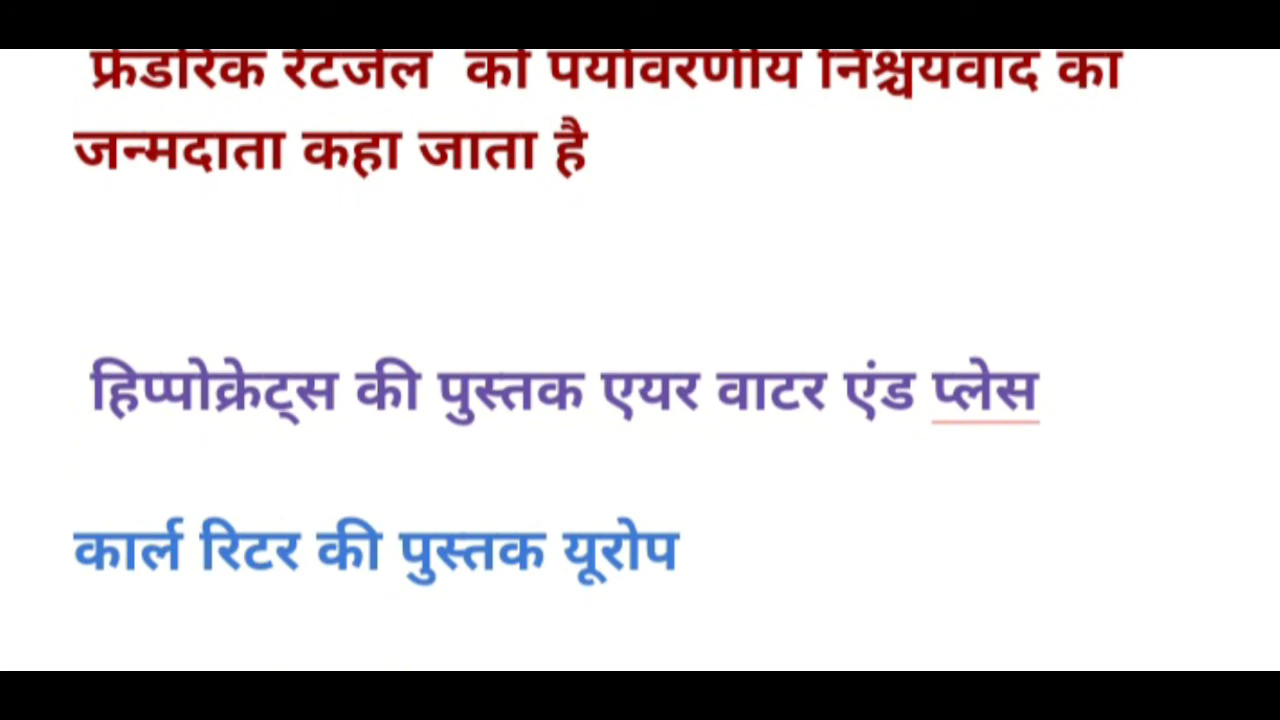 फ्रेडरिक रेटजेल को पर्यावरणीय निश्चयवाद का
जन्मदाता कहा जाता है
हिप्पोक्रेट्स की पुस्तक एयर वाटर एंड प्लेस
कार्ल रिटर की पुस्तक यूरोप